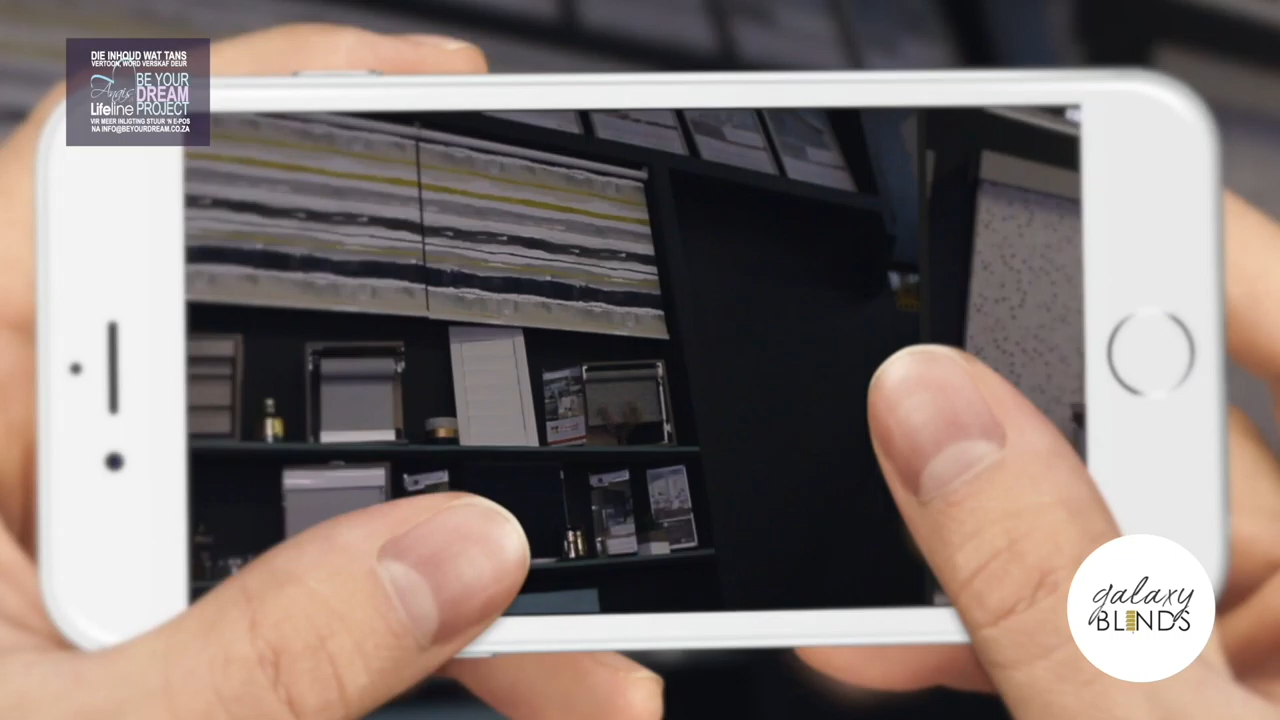 DIE INHOUD WAT TANS
VERTOON, WORD VERSKAF DEUR
Anais
Lifeline
BE YOUR
DREAM
PROJECT
VIR MEER INLIGTING STUUR 'N E-POS
NA INFO@BEYOURDREAM.CO.ZA
galaxy
BLINDS